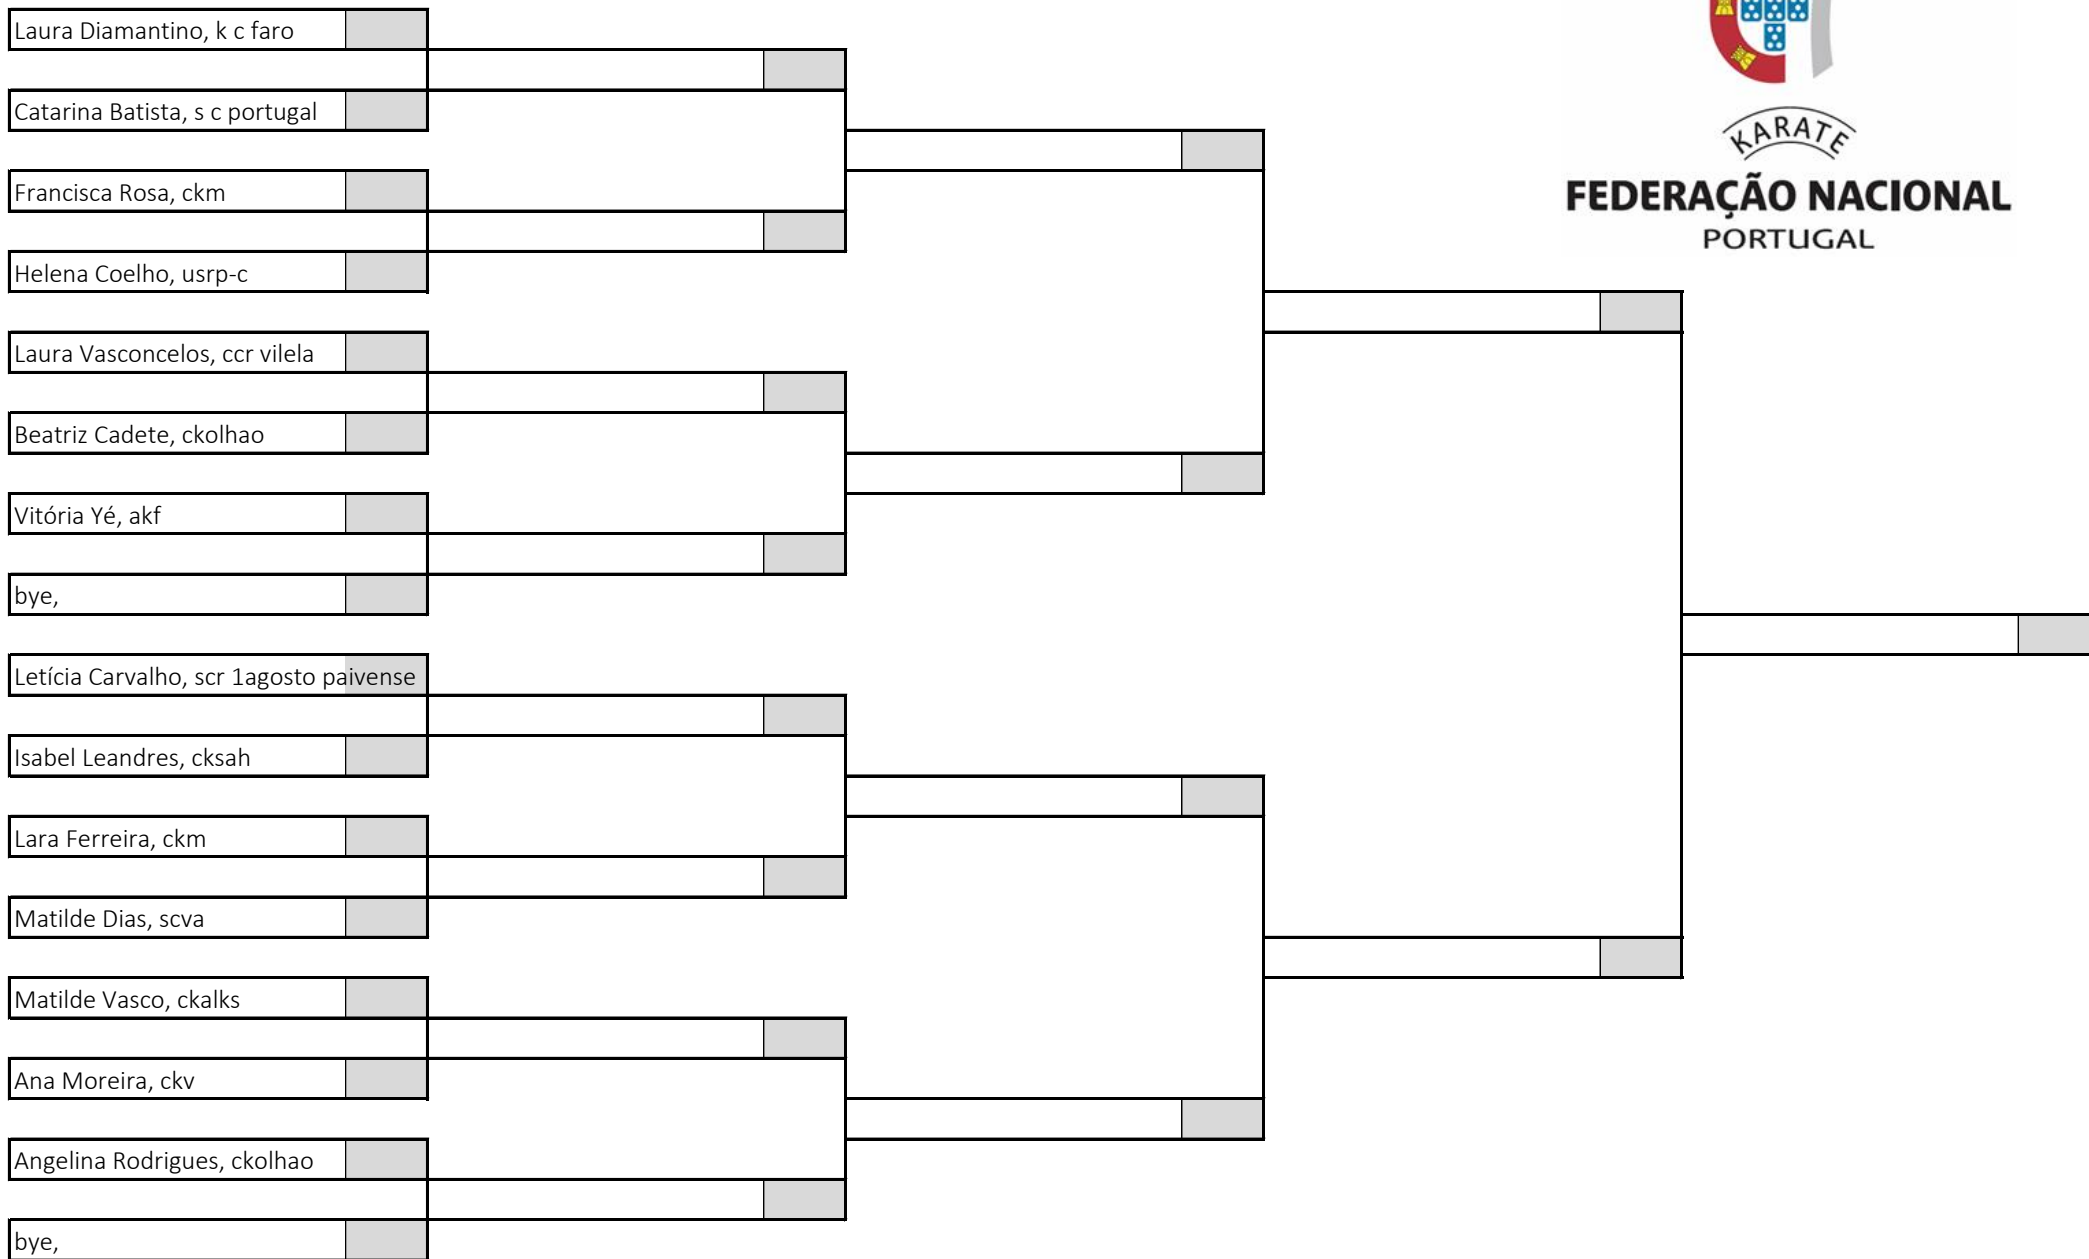 Laura Diamantino, k c faro
Catarina Batista, s c portugal
Francisca Rosa, ckm
Helena Coelho, usrp-c
Laura Vasconcelos, ccr vilela
Beatriz Cadete, ckolhao
Vitória Yé, akf
bye,
Letícia Carvalho, scr 1agosto paivense
Isabel Leandres, cksah
Lara Ferreira, ckm
Matilde Dias, scva
Matilde Vasco, ckalks
Ana Moreira, ckv
Angelina Rodrigues, ckolhao
bye,
KARATE
FEDERAÇÃO NACIONAL
PORTUGAL